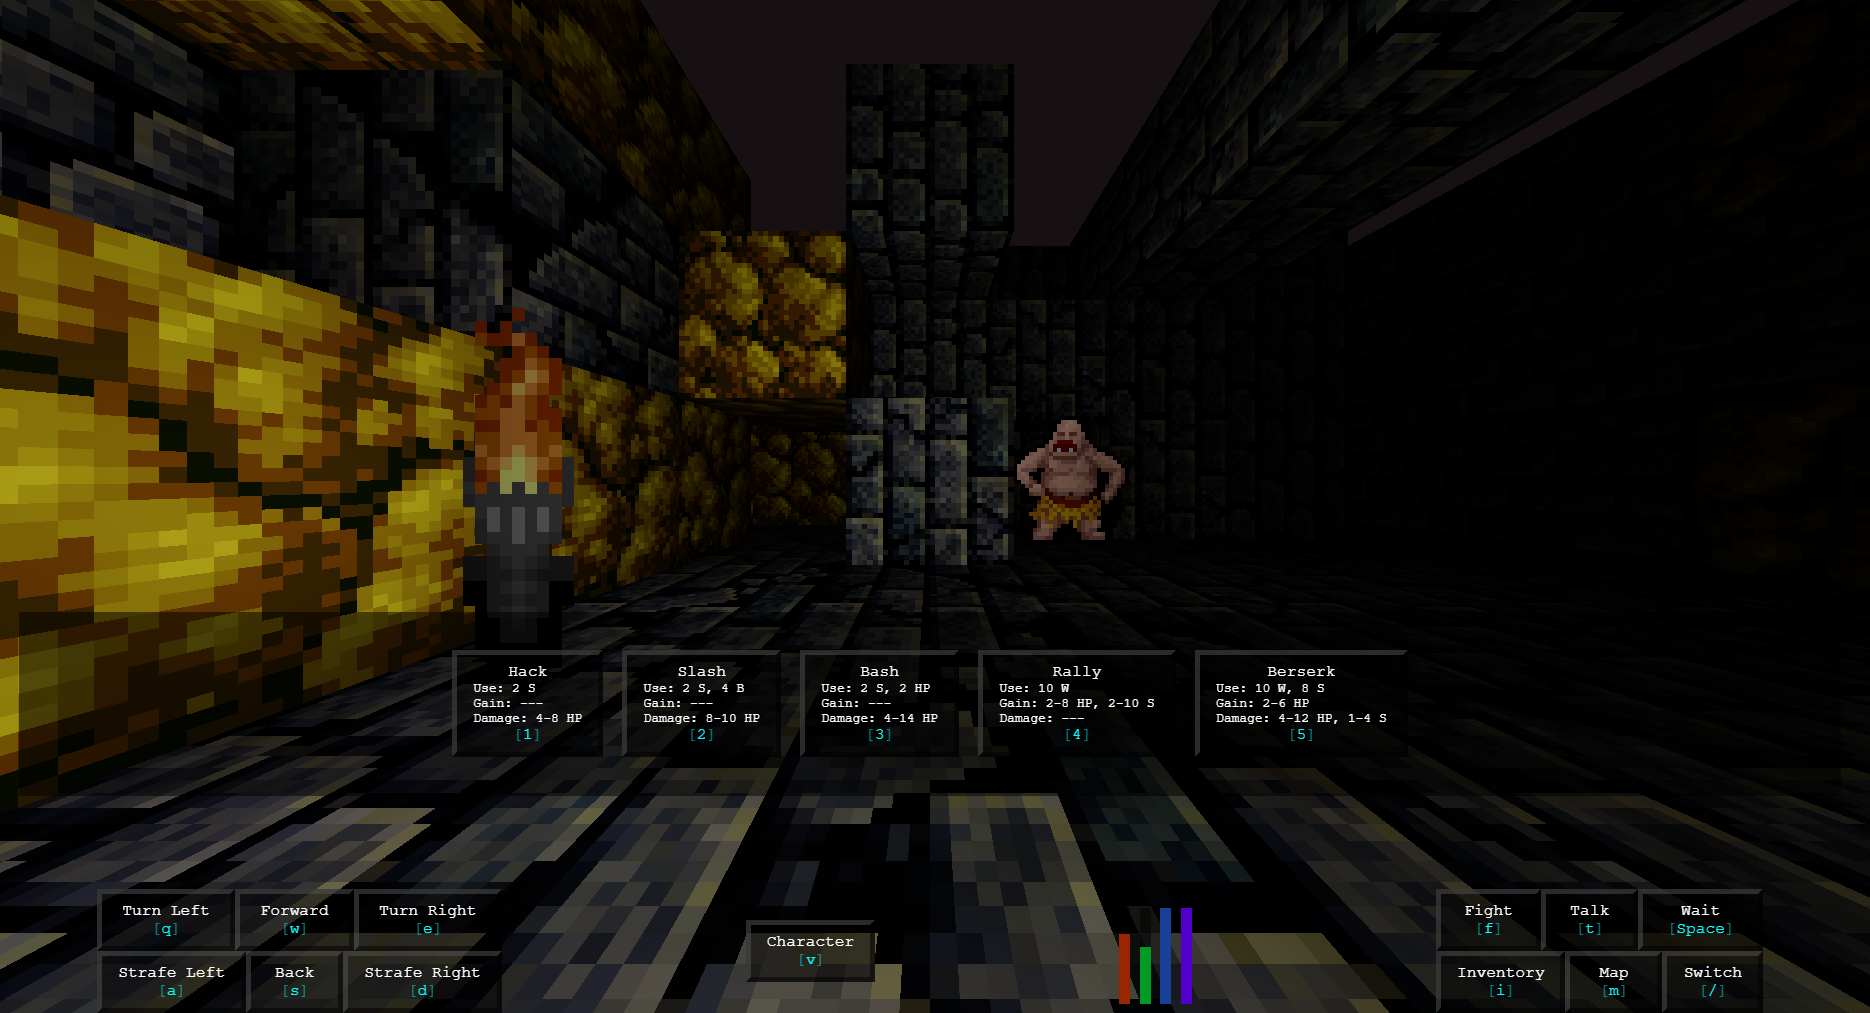 Hack
Use: 2 S
Gain: ---
Damage: 4-8 HP
[1]
Slash
Use: 2 S, 4 B
Gain: ---
Damage: 8-10 HP
[2]
Bash
Use: 2 S, 2 HP
Gain: ---
Damage: 4-14 HP
[3]
Rally
Use: 10 W
Gain: 2-8 HP, 2-10 S
Damage: ---
[4]
Berserk
Use: 10 W, 8 S
Gain: 2-6 HP
Damage: 4-12 HP, 1-4 S
[5]
Turn Left
[q]
Forward
[w]
Turn Right
[e]
Strafe Left
[a]
Back
[s]
Strafe Right
[d]
Character
[v]
Fight
[f]
Talk
[t]
Wait
[Space]
Inventory
[i]
Map
[m]
Switch
[/]